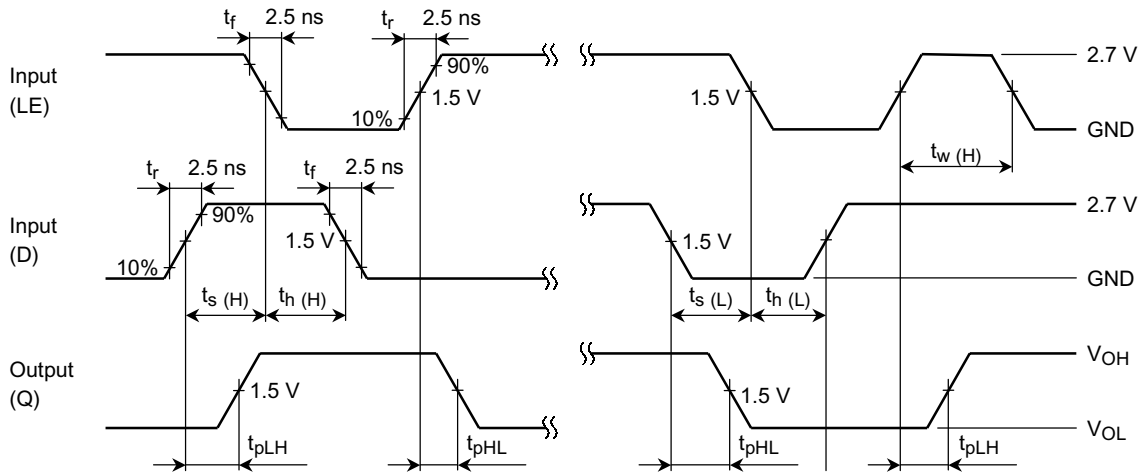 tf 2.5 ns tr 2.5 ns
Input
(LE)
90%
1.5 V
10%
1.5 V
2.7 V
GND
tw (H)
tr 2.5 ns tf 2.5 ns
Input
(D)
90%
1.5 V
10%
1.5 V
2.7 V
GND
ts (H) th (H) ts (L) th (L)
Output
(Q)
1.5 V
1.5 V
VOH
VOL
tpLH tpHL tpHL tpLH